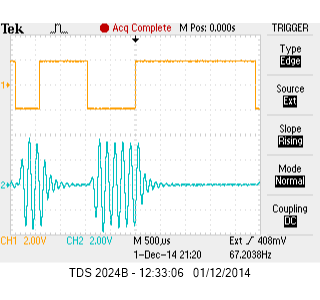 Tek Acq Complete M Pos: 0.000s TRIGGER
Type
Edge
1
Source
Ext
Slope
Rising
Mode
2
Normal
Coupling
DC
CH1 2.00V CH2 2.00V M 500µs Ext 408mV
1-Dec-14 21:20 67.2038Hz
TDS 2024B - 12:33:06 01/12/2014